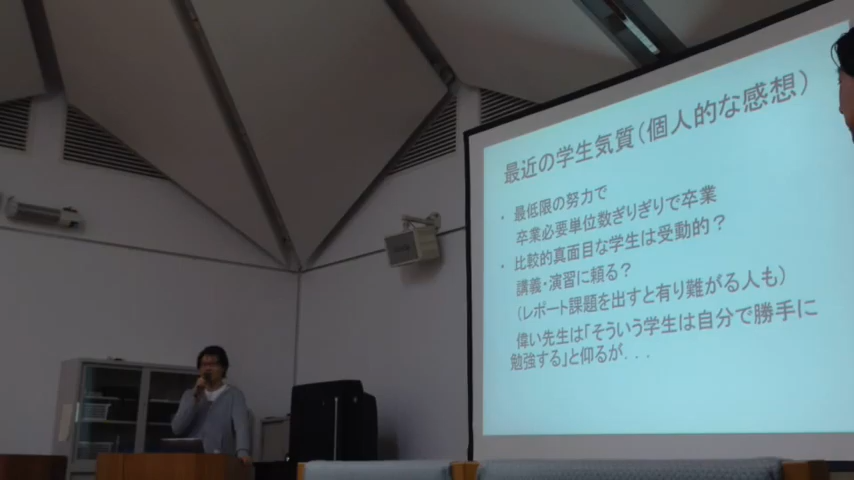 最近の学生気質(個人的な感想)
・ 最低限の努力で
卒業必要単位数ぎりぎりで卒業
・ 比較的真面目な学生は受動的?
講義・演習に頼る?
(レポート課題を出すと有り難がる人も)
偉い先生は「そういう学生は自分で勝手に
勉強する」と仰るが...